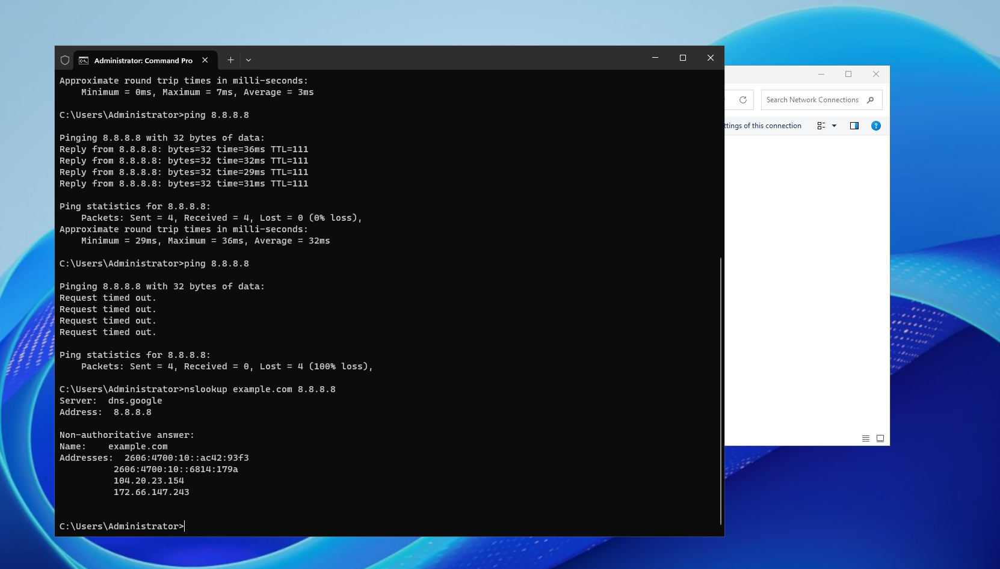 Administrator: Command Pro
Approximate round trip times in milli-seconds:
    Minimum = 0ms, Maximum = 7ms, Average = 3ms
C:\Users\Administrator>ping 8.8.8.8
Pinging 8.8.8.8 with 32 bytes of data:
Reply from 8.8.8.8: bytes=32 time=36ms TTL=111
Reply from 8.8.8.8: bytes=32 time=32ms TTL=111
Reply from 8.8.8.8: bytes=32 time=29ms TTL=111
Reply from 8.8.8.8: bytes=32 time=31ms TTL=111
Ping statistics for 8.8.8.8:
    Packets: Sent = 4, Received = 4, Lost = 0 (0% loss),
Approximate round trip times in milli-seconds:
    Minimum = 29ms, Maximum = 36ms, Average = 32ms
C:\Users\Administrator>ping 8.8.8.8
Pinging 8.8.8.8 with 32 bytes of data:
Request timed out.
Request timed out.
Request timed out.
Request timed out.
Ping statistics for 8.8.8.8:
    Packets: Sent = 4, Received = 0, Lost = 4 (100% loss),
C:\Users\Administrator>nslookup example.com 8.8.8.8
Server:  dns.google
Address:  8.8.8.8
Non-authoritative answer:
Name:    example.com
Addresses:  2606:4700:10::ac42:93f3
          2606:4700:10::6814:179a
          104.20.23.154
          172.66.147.243
C:\Users\Administrator>
Search Network Connections
ttings of this connection